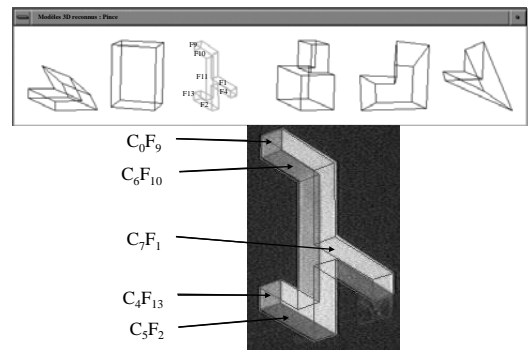 Modèles 3D reconnus : Pince
F9
F10
F11
F1
F4
F13
F2
C₀F₉
C₆F₁₀
C₇F₁
C₄F₁₃
C₅F₂